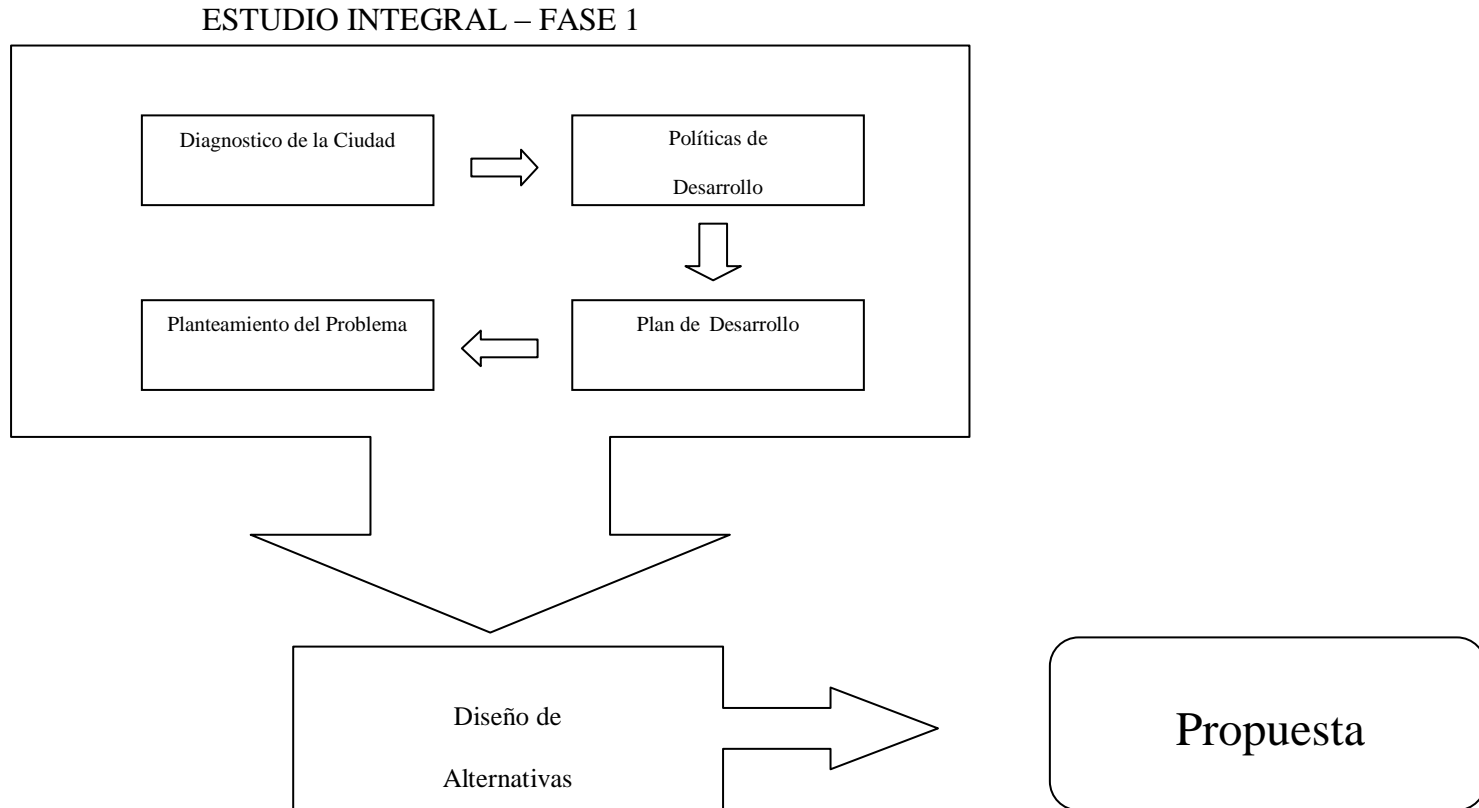 ESTUDIO INTEGRAL – FASE 1
Diagnostico de la Ciudad
Políticas de
Desarrollo
Planteamiento del Problema
Plan de Desarrollo
Diseño de
Alternativas
Propuesta